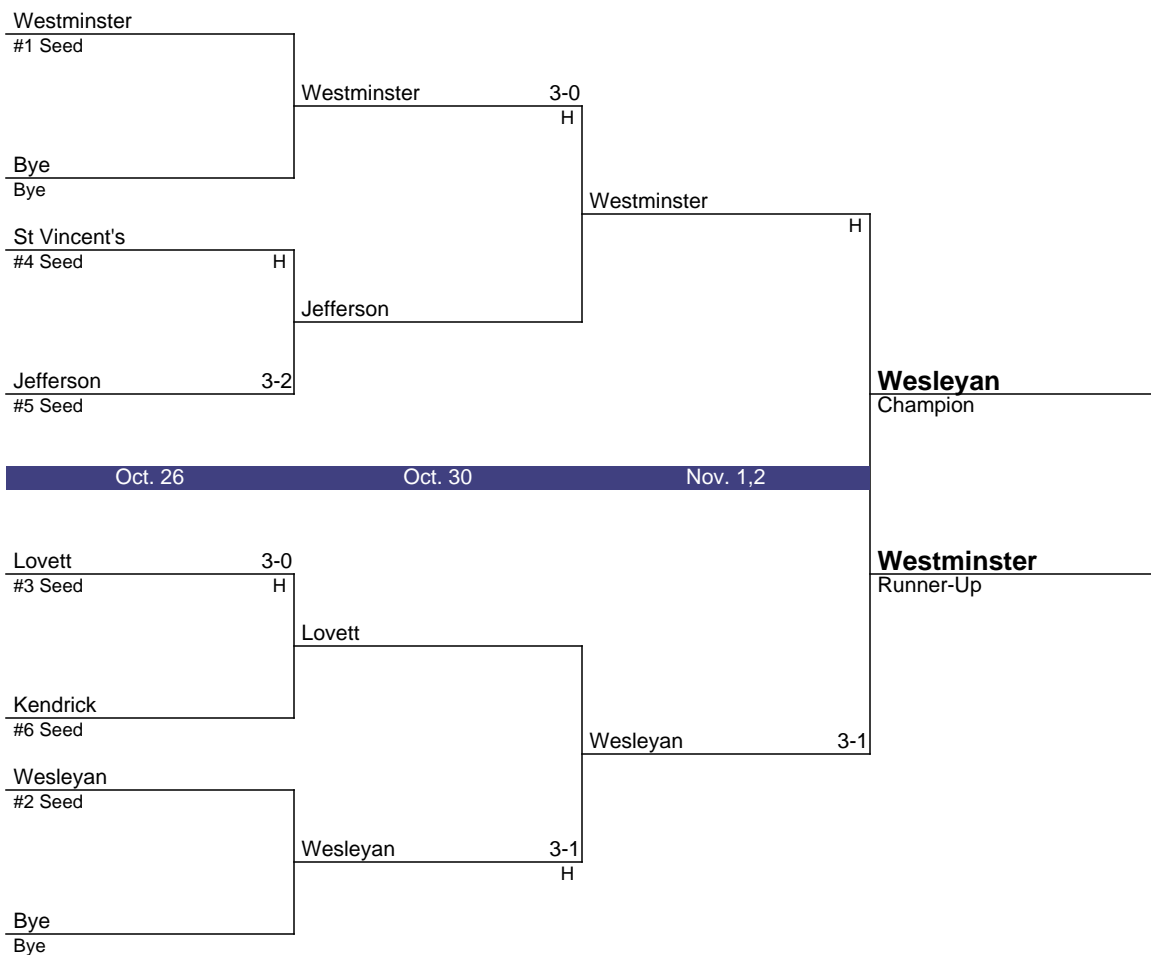 Westminster
#1 Seed
Westminster 3-0
H
Bye
Bye
Westminster
H
St Vincent's
#4 Seed H
Jefferson
Jefferson 3-2
#5 Seed
Wesleyan
Champion
Oct. 26 Oct. 30 Nov. 1,2
Lovett 3-0
#3 Seed H
Westminster
Runner-Up
Lovett
Kendrick
#6 Seed
Wesleyan 3-1
Wesleyan
#2 Seed
Wesleyan 3-1
H
Bye
Bye